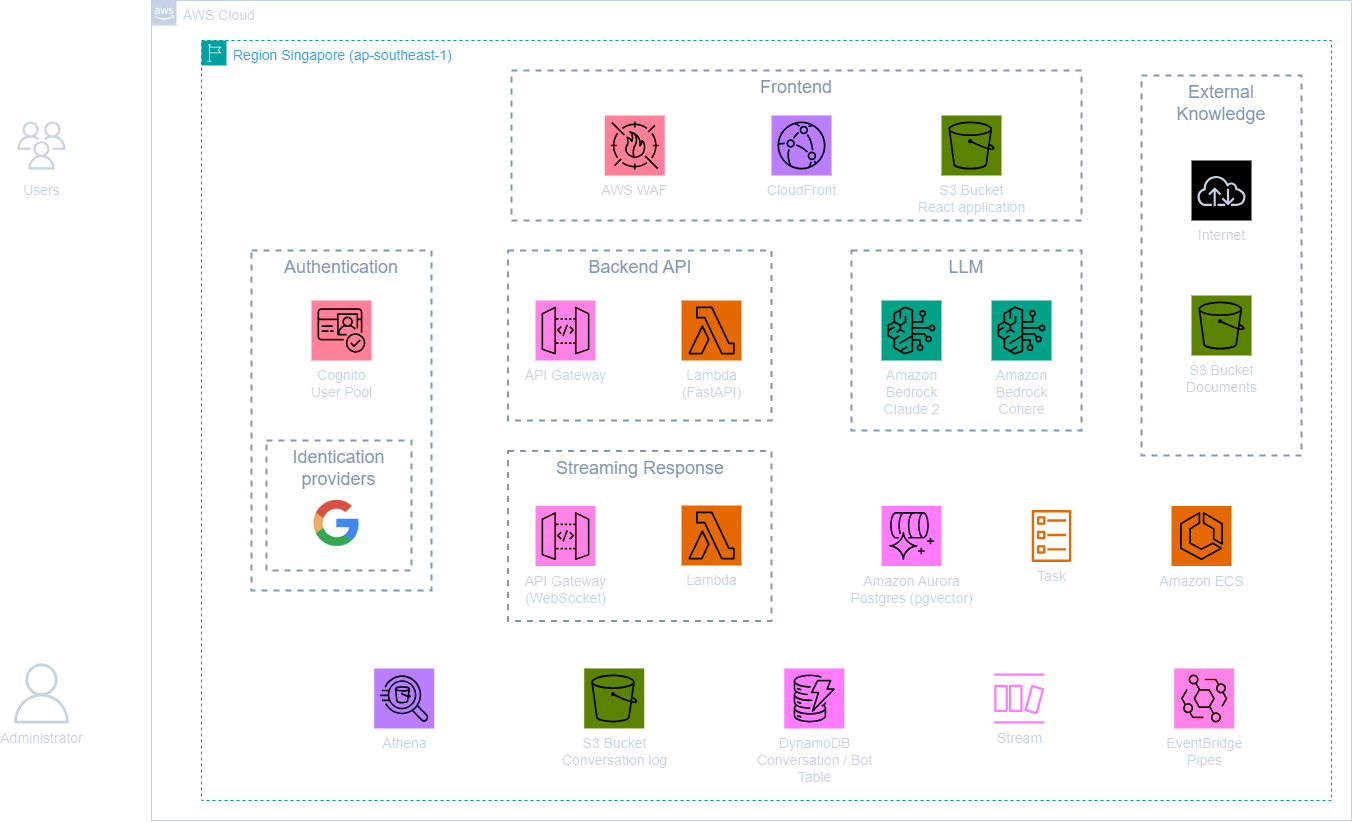 aws
AWS Cloud
Region Singapore (ap-southeast-1)
Users
Administrator
Frontend
AWS WAF
CloudFront
S3 Bucket
React application
External
Knowledge
Internet
S3 Bucket
Documents
Authentication
Cognito
User Pool
Identication
providers
Backend API
API Gateway
Lambda
(FastAPI)
LLM
Amazon
Bedrock
Claude 2
Amazon
Bedrock
Cohere
Streaming Response
API Gateway
(WebSocket)
Lambda
Amazon Aurora
Postgres (pgvector)
Task
Amazon ECS
Athena
S3 Bucket
Conversation log
DynamoDB
Conversation / Bot
Table
Stream
EventBridge
Pipes